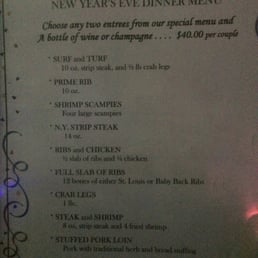 NEW YEAR'S EVE DINNER MENU
Choose any two entrees from our special menu and
A bottle of wine or champagne . . . . $40.00 per couple
* SURF and TURF
10 oz. strip steak, and ½ lb crab legs
* PRIME RIB
10 oz.
* SHRIMP SCAMPIES
Four large scampies
* N.Y. STRIP STEAK
14 oz.
* RIBS and CHICKEN
½ slab of ribs and ¼ chicken
* FULL SLAB OF RIBS
12 bones of either St. Louis or Baby Back Ribs
* CRAB LEGS
1 lb.
* STEAK and SHRIMP
8 oz. strip steak and 4 fried shrimp
* STUFFED PORK LOIN
Pork with traditional herb and bread stuffing